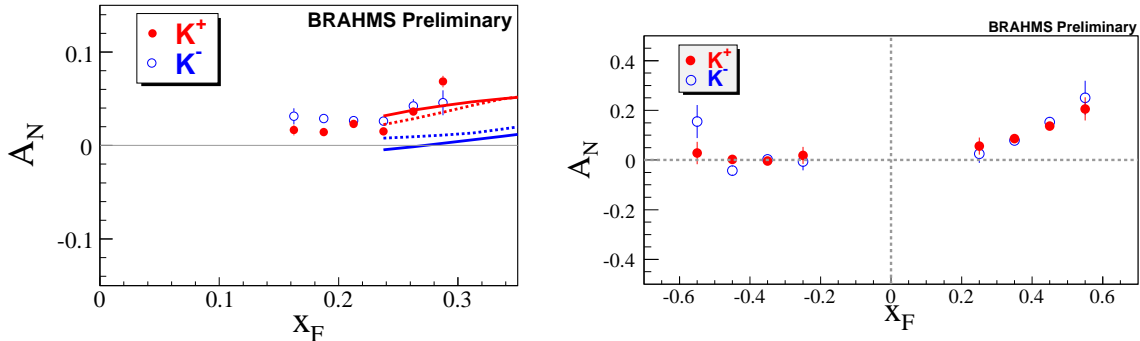 BRAHMS Preliminary
K+
K-
0.1
0
-0.1
A_N
0 0.1 0.2 0.3
x_F
BRAHMS Preliminary
K+
K-
0.4
0.2
0
-0.2
-0.4
A_N
-0.6 -0.4 -0.2 0 0.2 0.4 0.6
x_F